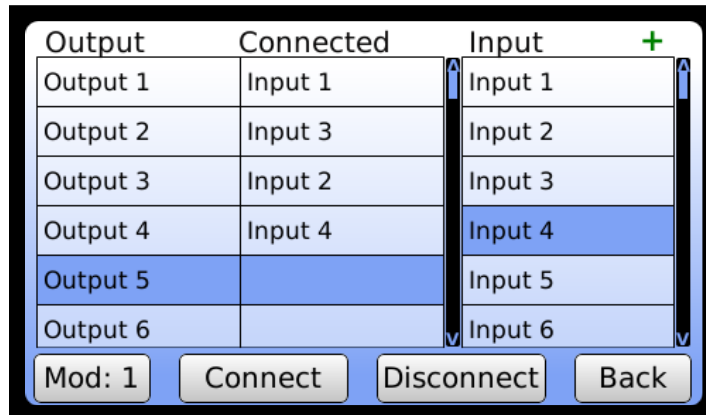 Output Connected Input +
Output 1 Input 1 Input 1
Output 2 Input 3 Input 2
Output 3 Input 2 Input 3
Output 4 Input 4 Input 4
Output 5 Input 5
Output 6 Input 6
Mod: 1 Connect Disconnect Back